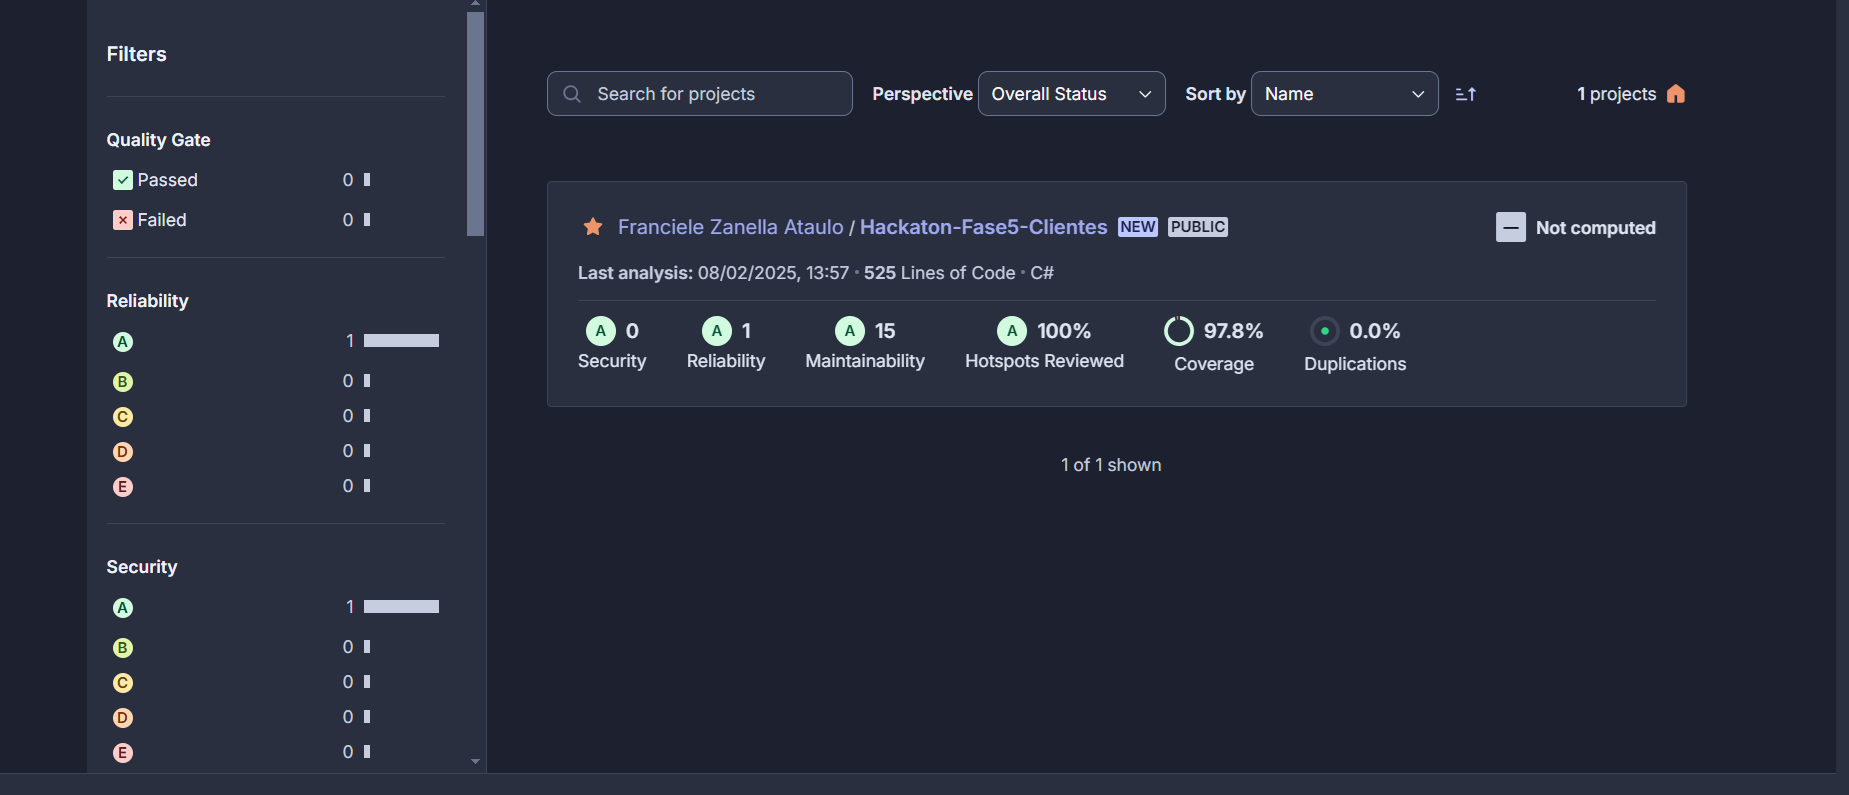 Filters
Quality Gate
Passed 0
Failed 0
Reliability
A 1
B 0
C 0
D 0
E 0
Security
A 1
B 0
C 0
D 0
E 0
Search for projects Perspective Overall Status Sort by Name 1 projects
Franciele Zanella Ataulo / Hackaton-Fase5-Clientes NEW PUBLIC Not computed
Last analysis: 08/02/2025, 13:57 • 525 Lines of Code • C#
A 0 A 1 A 15 A 100% 97.8% 0.0%
Security Reliability Maintainability Hotspots Reviewed Coverage Duplications
1 of 1 shown